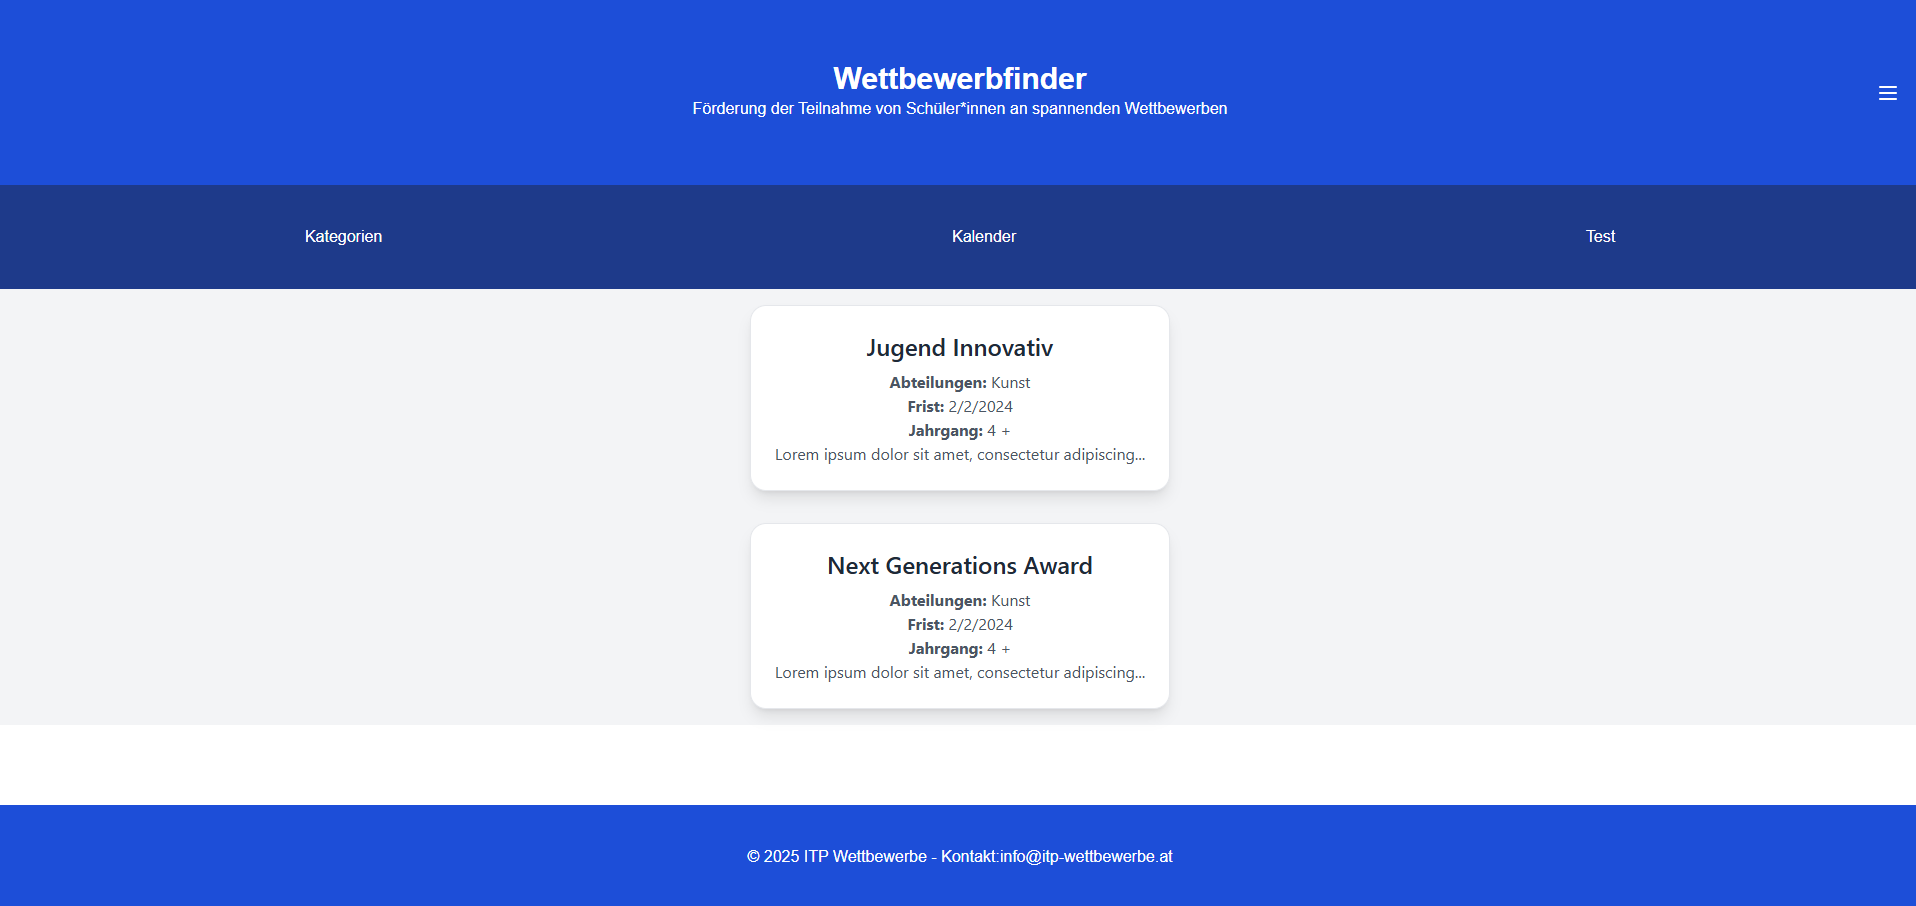 Wettbewerbfinder
Förderung der Teilnahme von Schüler*innen an spannenden Wettbewerben
Kategorien
Kalender
Test
Jugend Innovativ
Abteilungen: Kunst
Frist: 2/2/2024
Jahrgang: 4 +
Lorem ipsum dolor sit amet, consectetur adipiscing...
Next Generations Award
Abteilungen: Kunst
Frist: 2/2/2024
Jahrgang: 4 +
Lorem ipsum dolor sit amet, consectetur adipiscing...
© 2025 ITP Wettbewerbe - Kontakt:info@itp-wettbewerbe.at